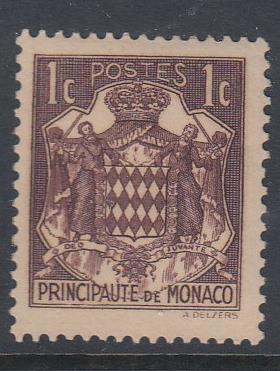 POSTES
1c 1c
DEO JUVANTE
PRINCIPAUTE DE MONACO
A. DELZERS